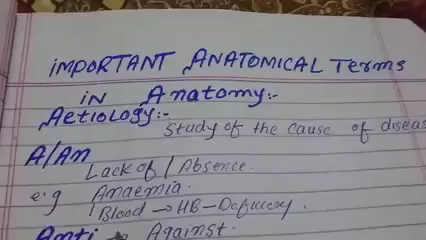 IMPORTANT ANATOMICAL Terms
IN Anatomy:-
Aetiology:-
Study of the cause of diseas
A/An
Lack of / Absence.
e.g Anaemia.
Blood → HB-Deficiency.
Anti → Against.